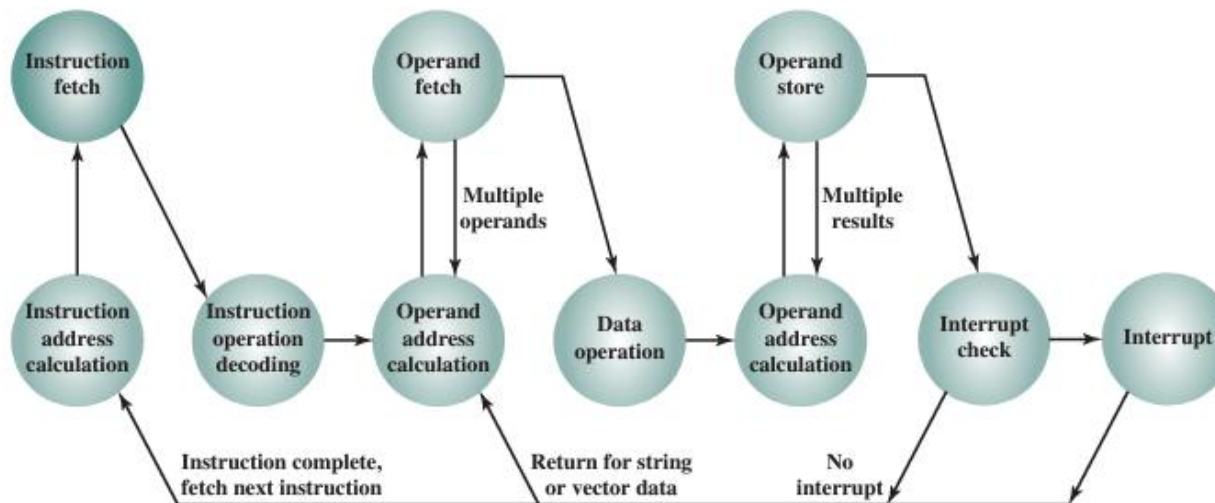 Instruction
fetch
Operand
fetch
Operand
store
Multiple
operands
Multiple
results
Instruction
address
calculation
Instruction
operation
decoding
Operand
address
calculation
Data
operation
Operand
address
calculation
Interrupt
check
Interrupt
Instruction complete,
fetch next instruction
Return for string
or vector data
No
interrupt